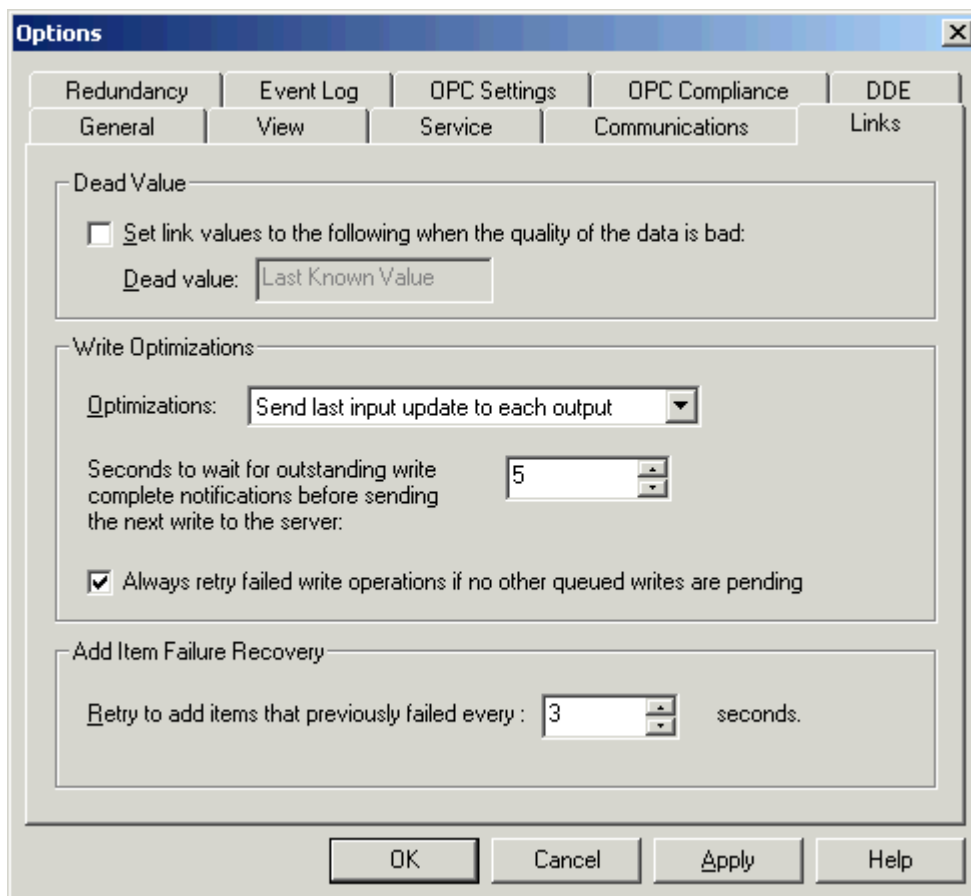 Options
Redundancy Event Log OPC Settings OPC Compliance DDE
General View Service Communications Links
Dead Value
Set link values to the following when the quality of the data is bad:
Dead value: Last Known Value
Write Optimizations
Optimizations: Send last input update to each output
Seconds to wait for outstanding write 5
complete notifications before sending
the next write to the server:
Always retry failed write operations if no other queued writes are pending
Add Item Failure Recovery
Retry to add items that previously failed every : 3 seconds.
OK Cancel Apply Help